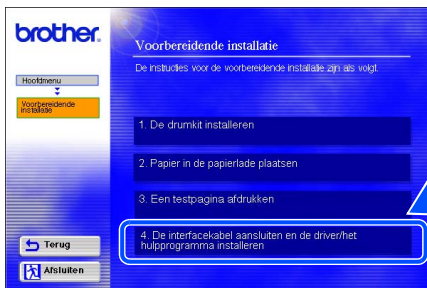 brother.
Voorbereidende installatie
De instructies voor de voorbereidende installatie zijn als volgt.
Hoofdmenu
Voorbereidende
installatie
1. De drumkit installeren
2. Papier in de papierlade plaatsen
3. Een testpagina afdrukken
4. De interfacekabel aansluiten en de driver/het
hulpprogramma installeren
Terug
Afsluiten